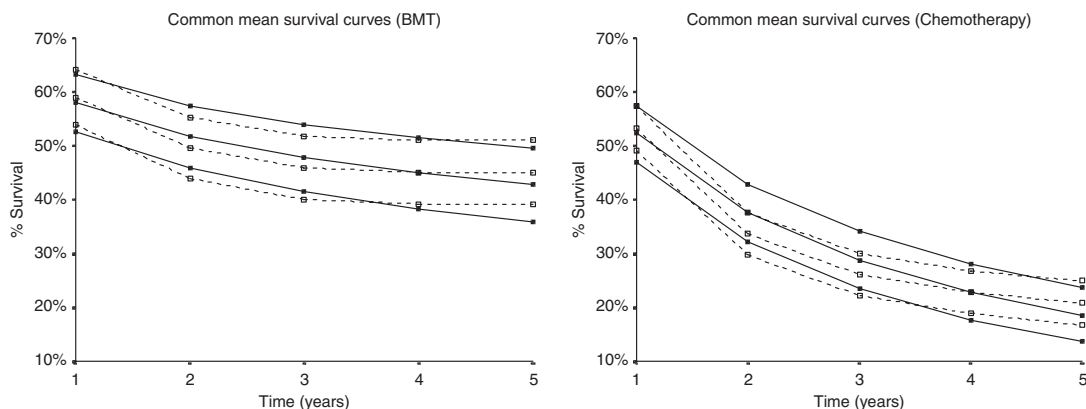 Common mean survival curves (BMT)
70%
60%
50%
40%
30%
20%
10%
% Survival
1 2 3 4 5
Time (years)
Common mean survival curves (Chemotherapy)
70%
60%
50%
40%
30%
20%
10%
% Survival
1 2 3 4 5
Time (years)